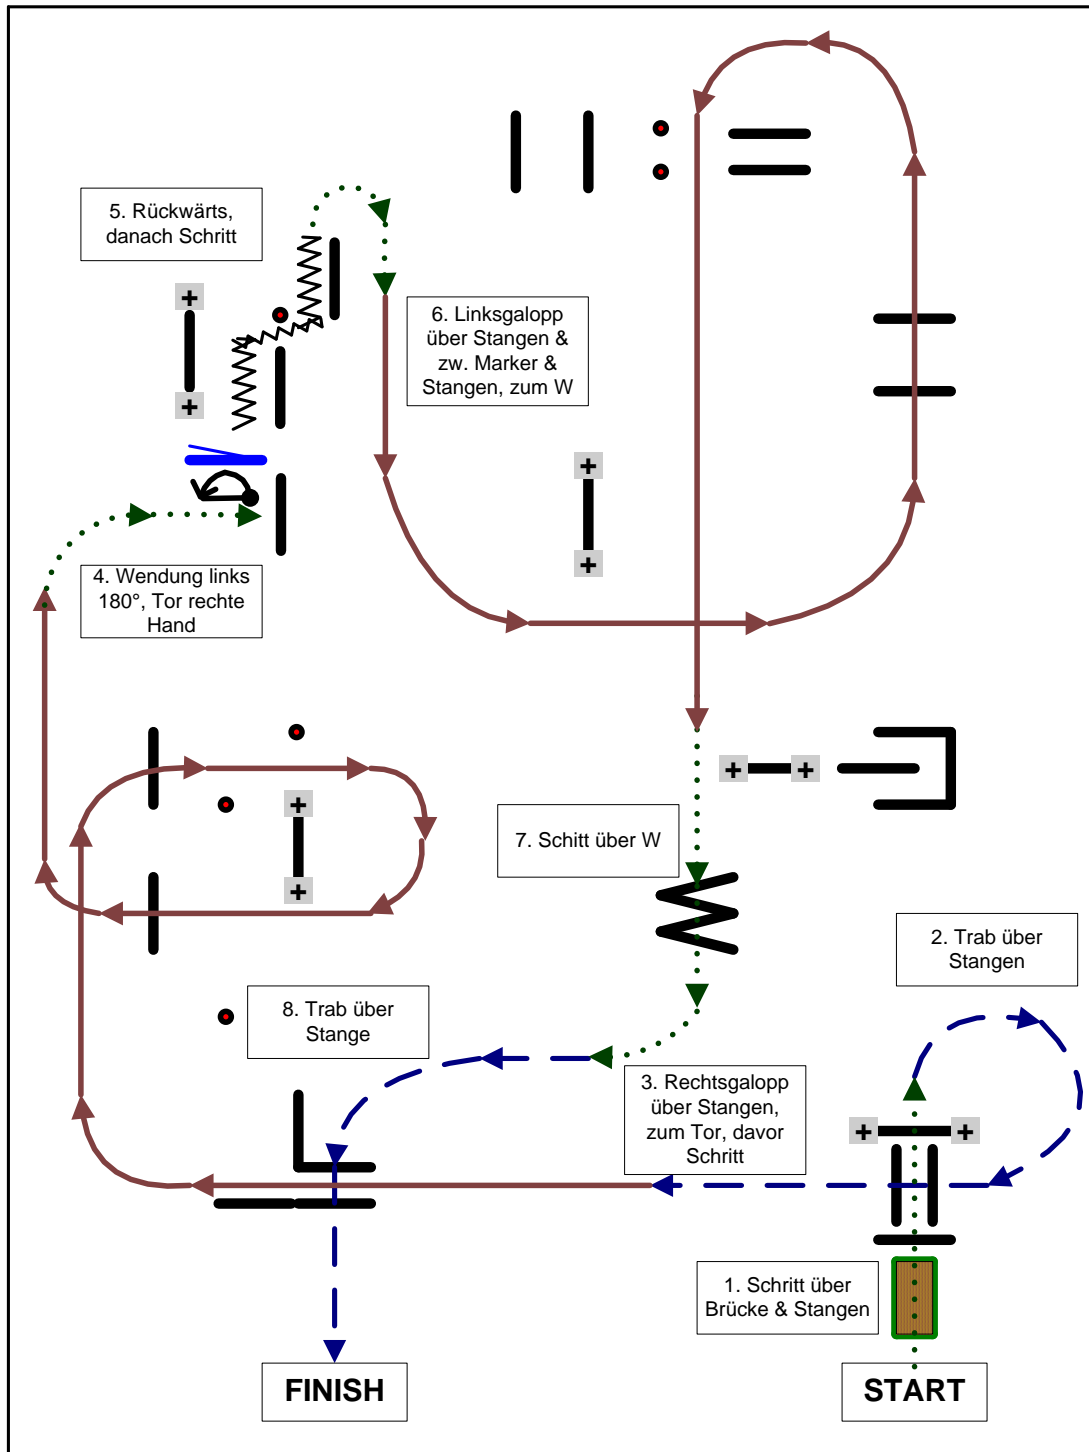 5. Rückwärts,
danach Schritt
6. Linksgalopp
über Stangen &
zw. Marker &
Stangen, zum W
4. Wendung links
180°, Tor rechte
Hand
7. Schitt über W
2. Trab über
Stangen
8. Trab über
Stange
3. Rechtsgalopp
über Stangen,
zum Tor, davor
Schritt
1. Schritt über
Brücke & Stangen
FINISH
START